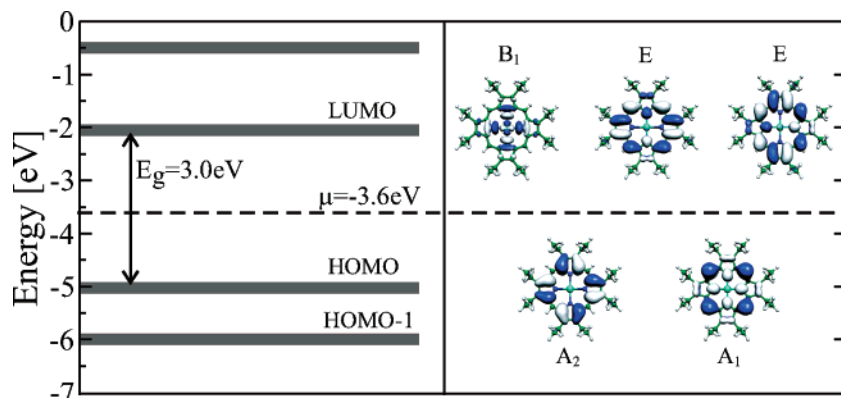 Energy [eV]
0
-1
-2
-3
-4
-5
-6
-7
LUMO
E_g=3.0eV
μ=-3.6eV
HOMO
HOMO-1
B₁
E
E
A₂
A₁